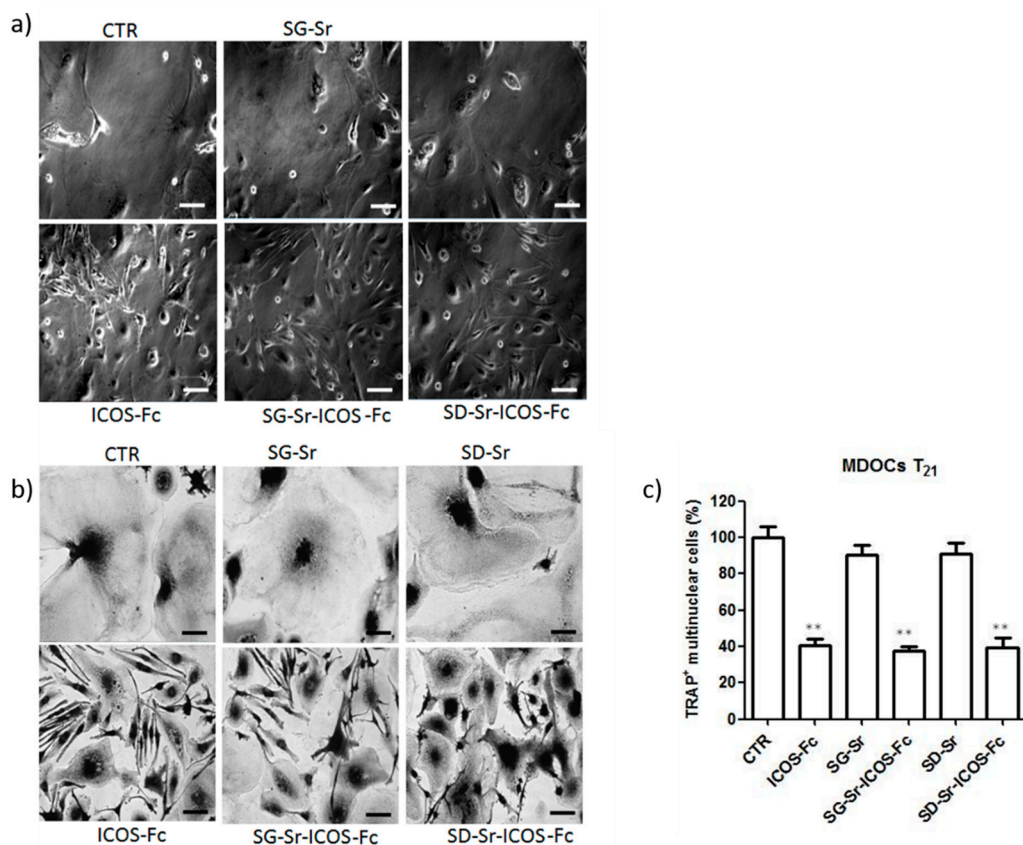 a)
CTR SG-Sr
ICOS-Fc SG-Sr-ICOS-Fc SD-Sr-ICOS-Fc
b)
CTR SG-Sr SD-Sr
ICOS-Fc SG-Sr-ICOS-Fc SD-Sr-ICOS-Fc
c)
MDOCs T21
TRAP+ multinuclear cells (%)
120
100
80
60
40
20
0
**
**
**
CTR
ICOS-Fc
SG-Sr
SG-Sr-ICOS-Fc
SD-Sr
SD-Sr-ICOS-Fc